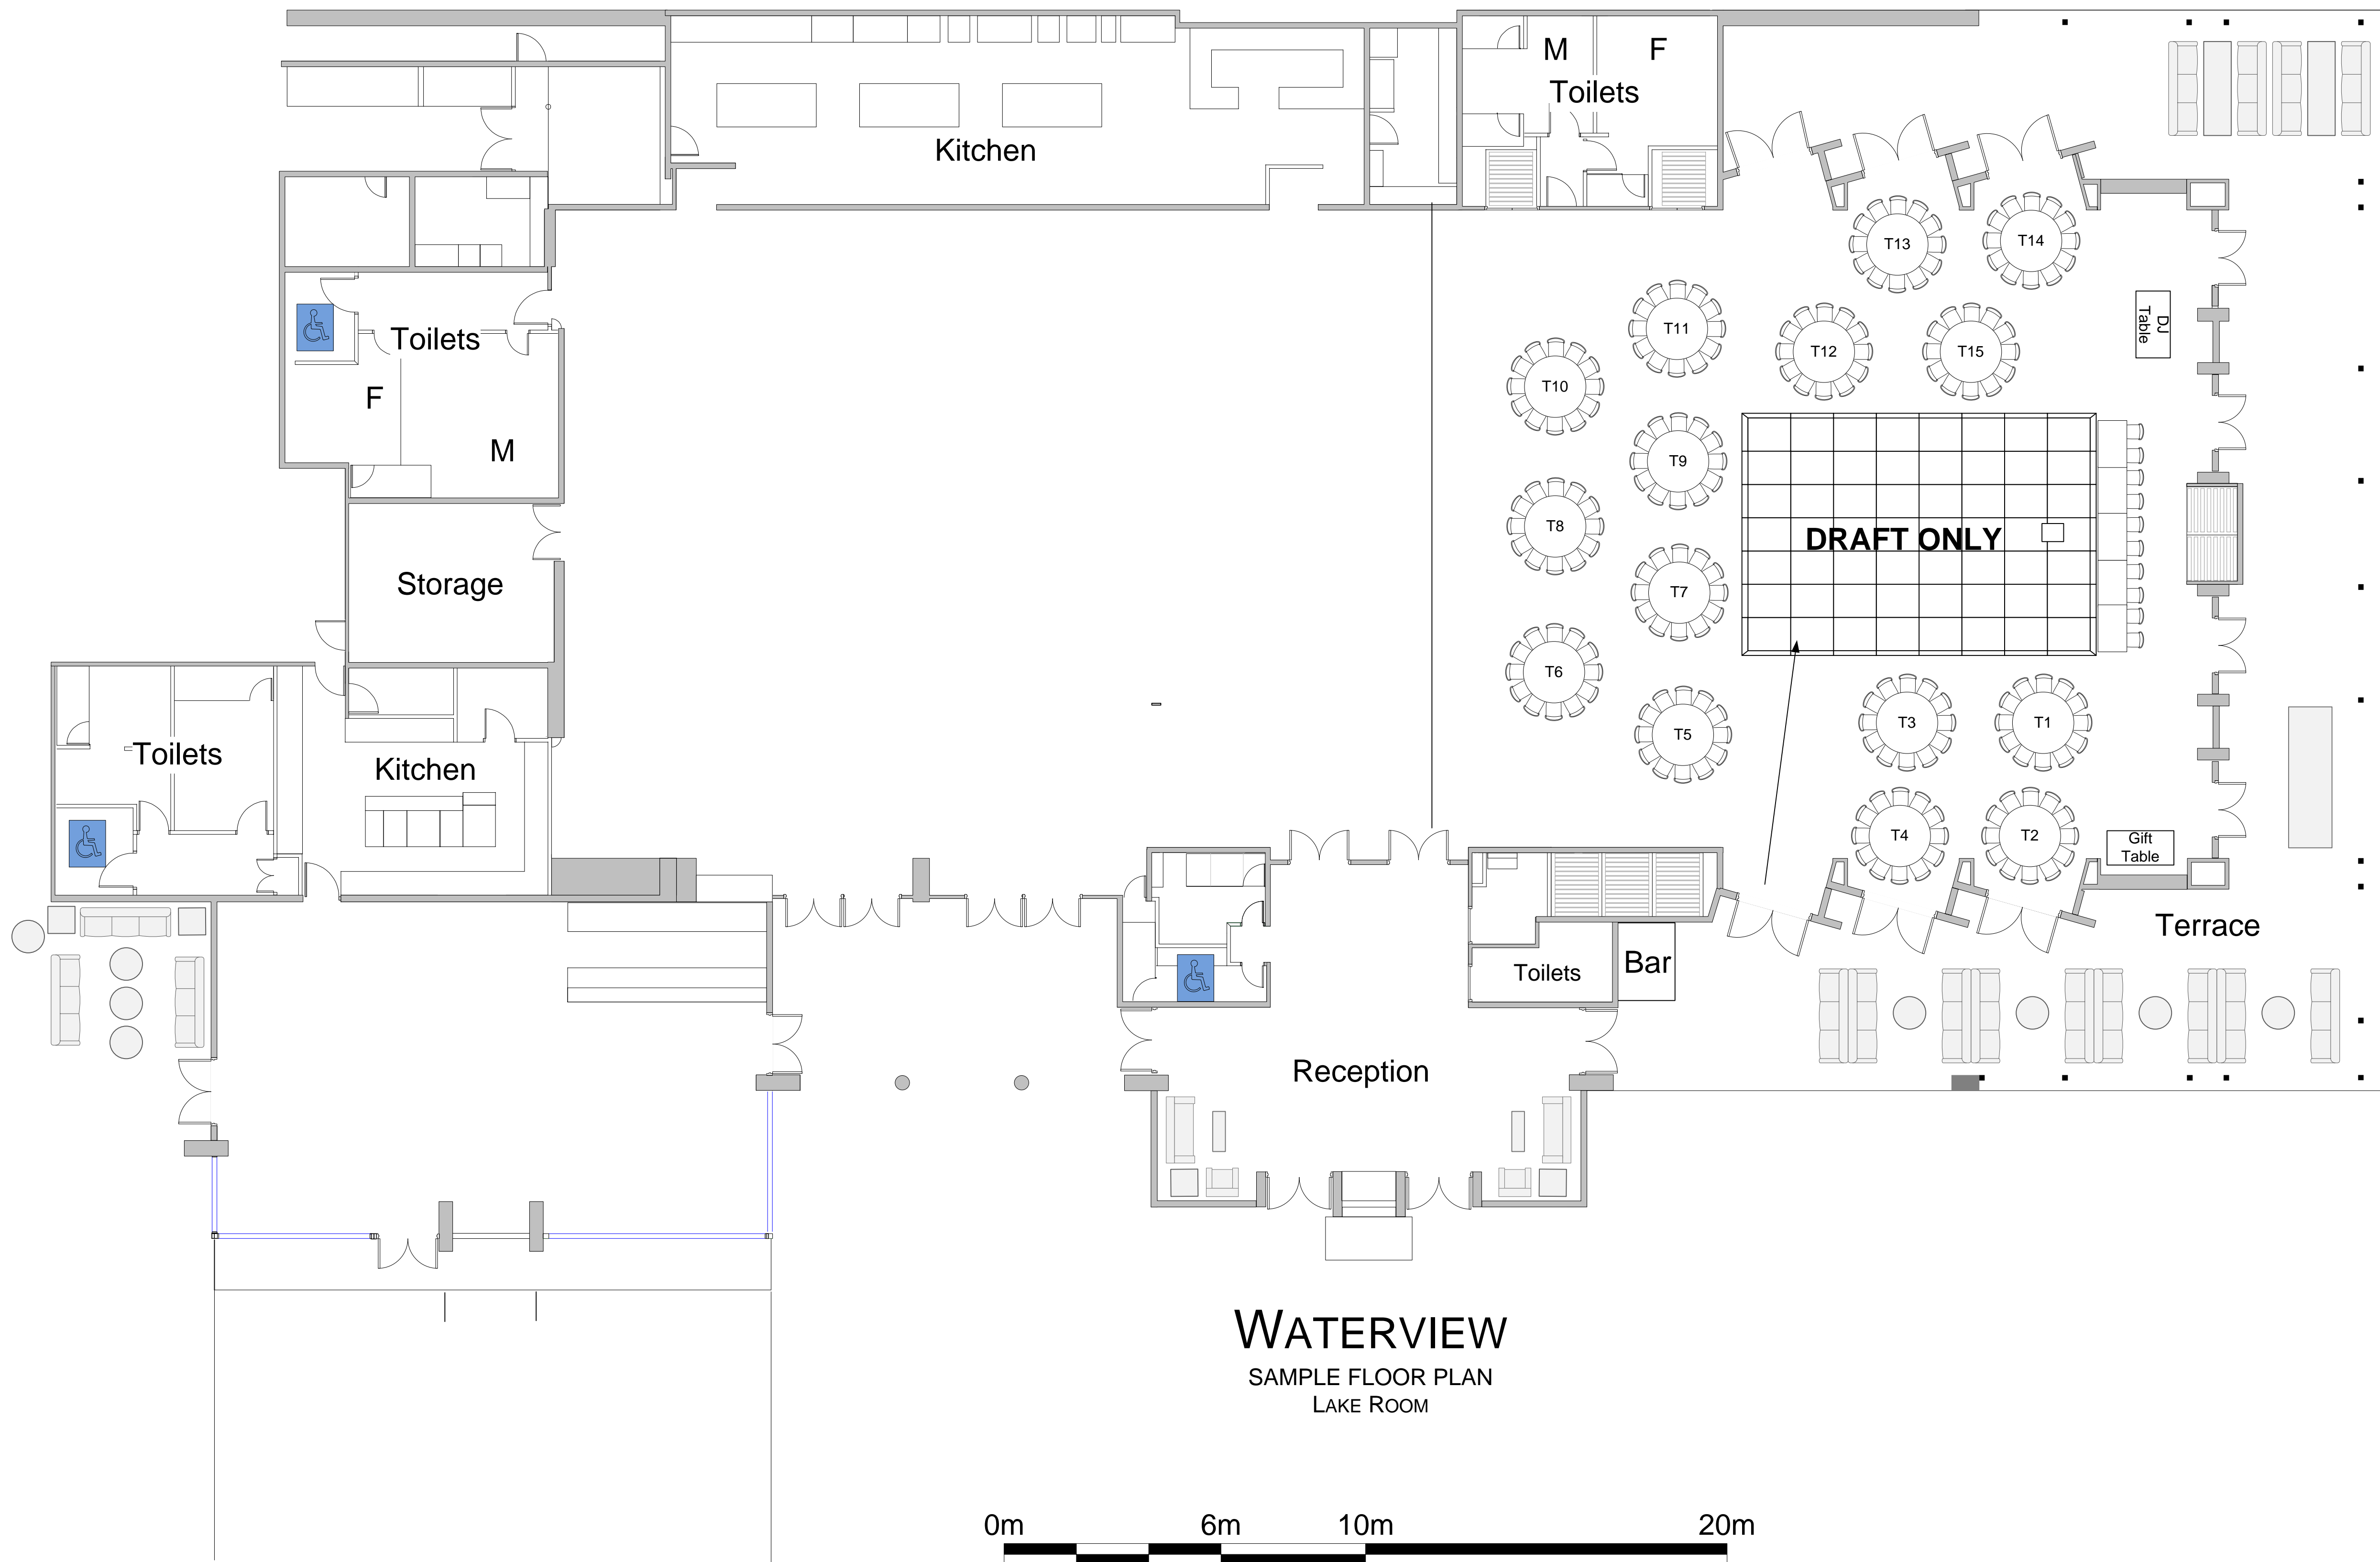 M
F
Toilets
Kitchen
T13
T14
T11
DJ
Table
Toilets
T12
T15
T10
F
M
T9
T8
DRAFT ONLY
Storage
T7
T6
T3
T1
T5
Toilets
Kitchen
T4
T2
Gift
Table
Terrace
Bar
Toilets
Reception
WATERVIEW
SAMPLE FLOOR PLAN
LAKE ROOM
0m 6m 10m 20m